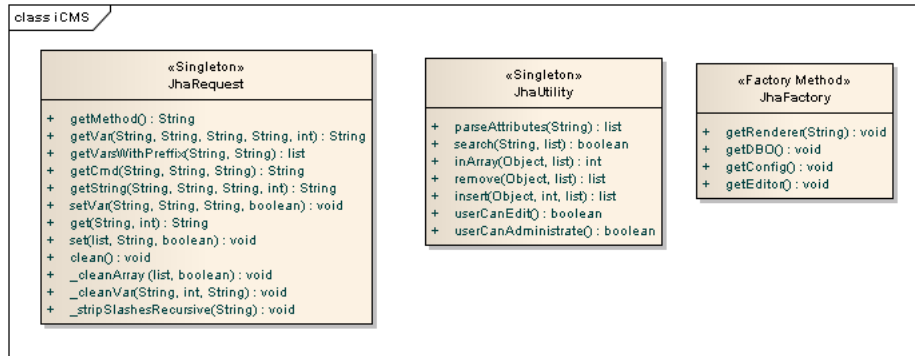 class iCMS
«Singleton»
JhaRequest
+ getMethod() : String
+ getVar(String, String, String, String, int) : String
+ getVarsWithPreffix(String, String) : list
+ getCmd(String, String, String) : String
+ getString(String, String, String, int) : String
+ setVar(String, String, String, boolean) : void
+ get(String, int) : String
+ set(list, String, boolean) : void
+ clean() : void
+ _cleanArray (list, boolean) : void
+ _cleanVar(String, int, String) : void
+ _stripSlashesRecursive(String) : void
«Singleton»
JhaUtility
+ parseAttributes(String) : list
+ search(String, list) : boolean
+ inArray(Object, list) : int
+ remove(Object, list) : list
+ insert(Object, int, list) : list
+ userCanEdit() : boolean
+ userCanAdministrate() : boolean
«Factory Method»
JhaFactory
+ getRenderer(String) : void
+ getDBO() : void
+ getConfig() : void
+ getEditor() : void